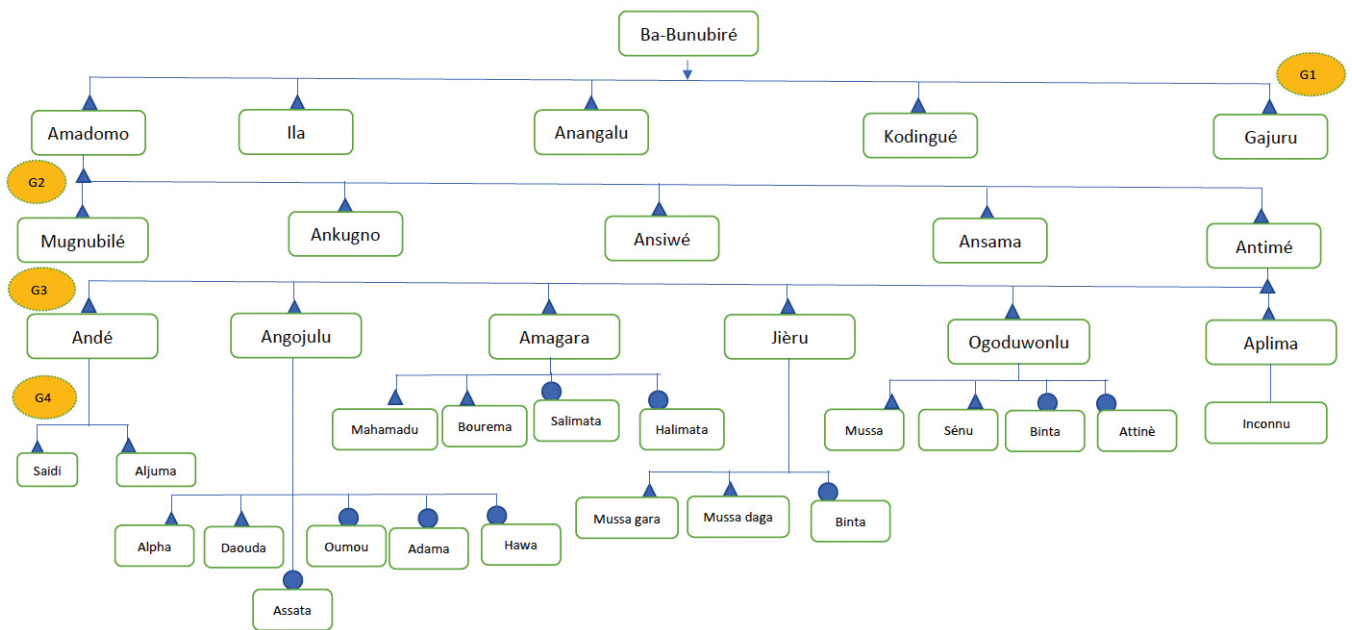 Ba-Bunubiré
G1
Amadomo
Ila
Anangalu
Kodingué
Gajuru
G2
Mugnubilé
Ankugno
Ansiwé
Ansama
Antimé
G3
Andé
Angojulu
Amagara
Jièru
Ogoduwonlu
Aplima
G4
Mahamadu
Bourema
Salimata
Halimata
Mussa
Sénu
Binta
Attinè
Inconnu
Saidi
Aljuma
Mussa gara
Mussa daga
Binta
Alpha
Daouda
Oumou
Adama
Hawa
Assata